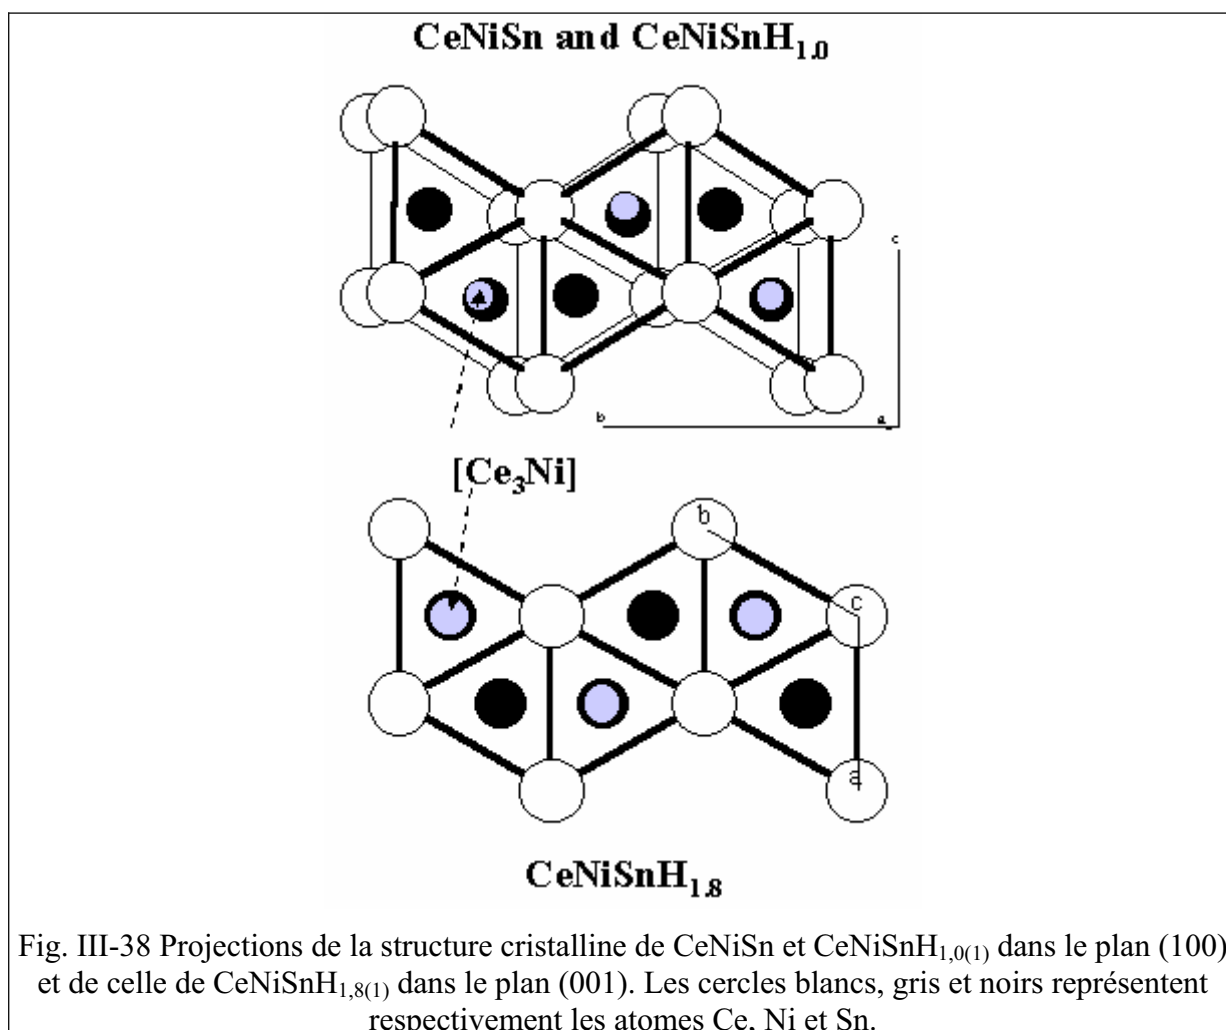 CeNiSn and CeNiSnH1.0
c
b
a
[Ce3Ni]
b
c
a
CeNiSnH1.8
Fig. III-38 Projections de la structure cristalline de CeNiSn et CeNiSnH1,0(1) dans le plan (100)
et de celle de CeNiSnH1,8(1) dans le plan (001). Les cercles blancs, gris et noirs représentent
respectivement les atomes Ce, Ni et Sn.